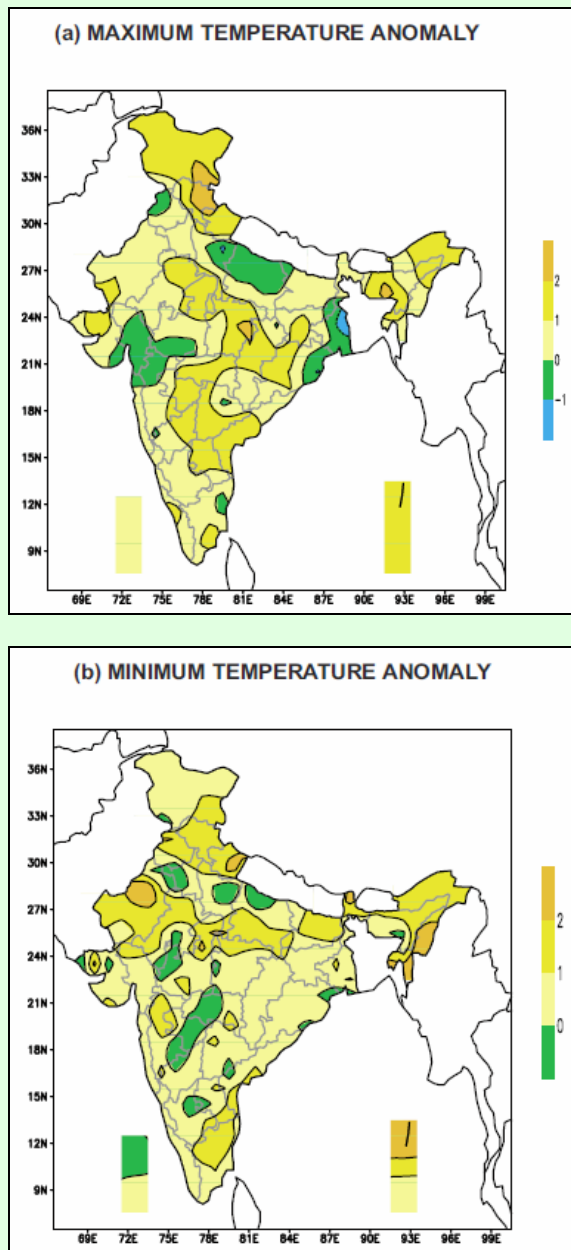 (a) MAXIMUM TEMPERATURE ANOMALY
36N
33N
30N
27N
24N
21N
18N
15N
12N
9N
69E 72E 75E 78E 81E 84E 87E 90E 93E 96E 99E
2
1
0
-1
(b) MINIMUM TEMPERATURE ANOMALY
36N
33N
30N
27N
24N
21N
18N
15N
12N
9N
69E 72E 75E 78E 81E 84E 87E 90E 93E 96E 99E
2
1
0